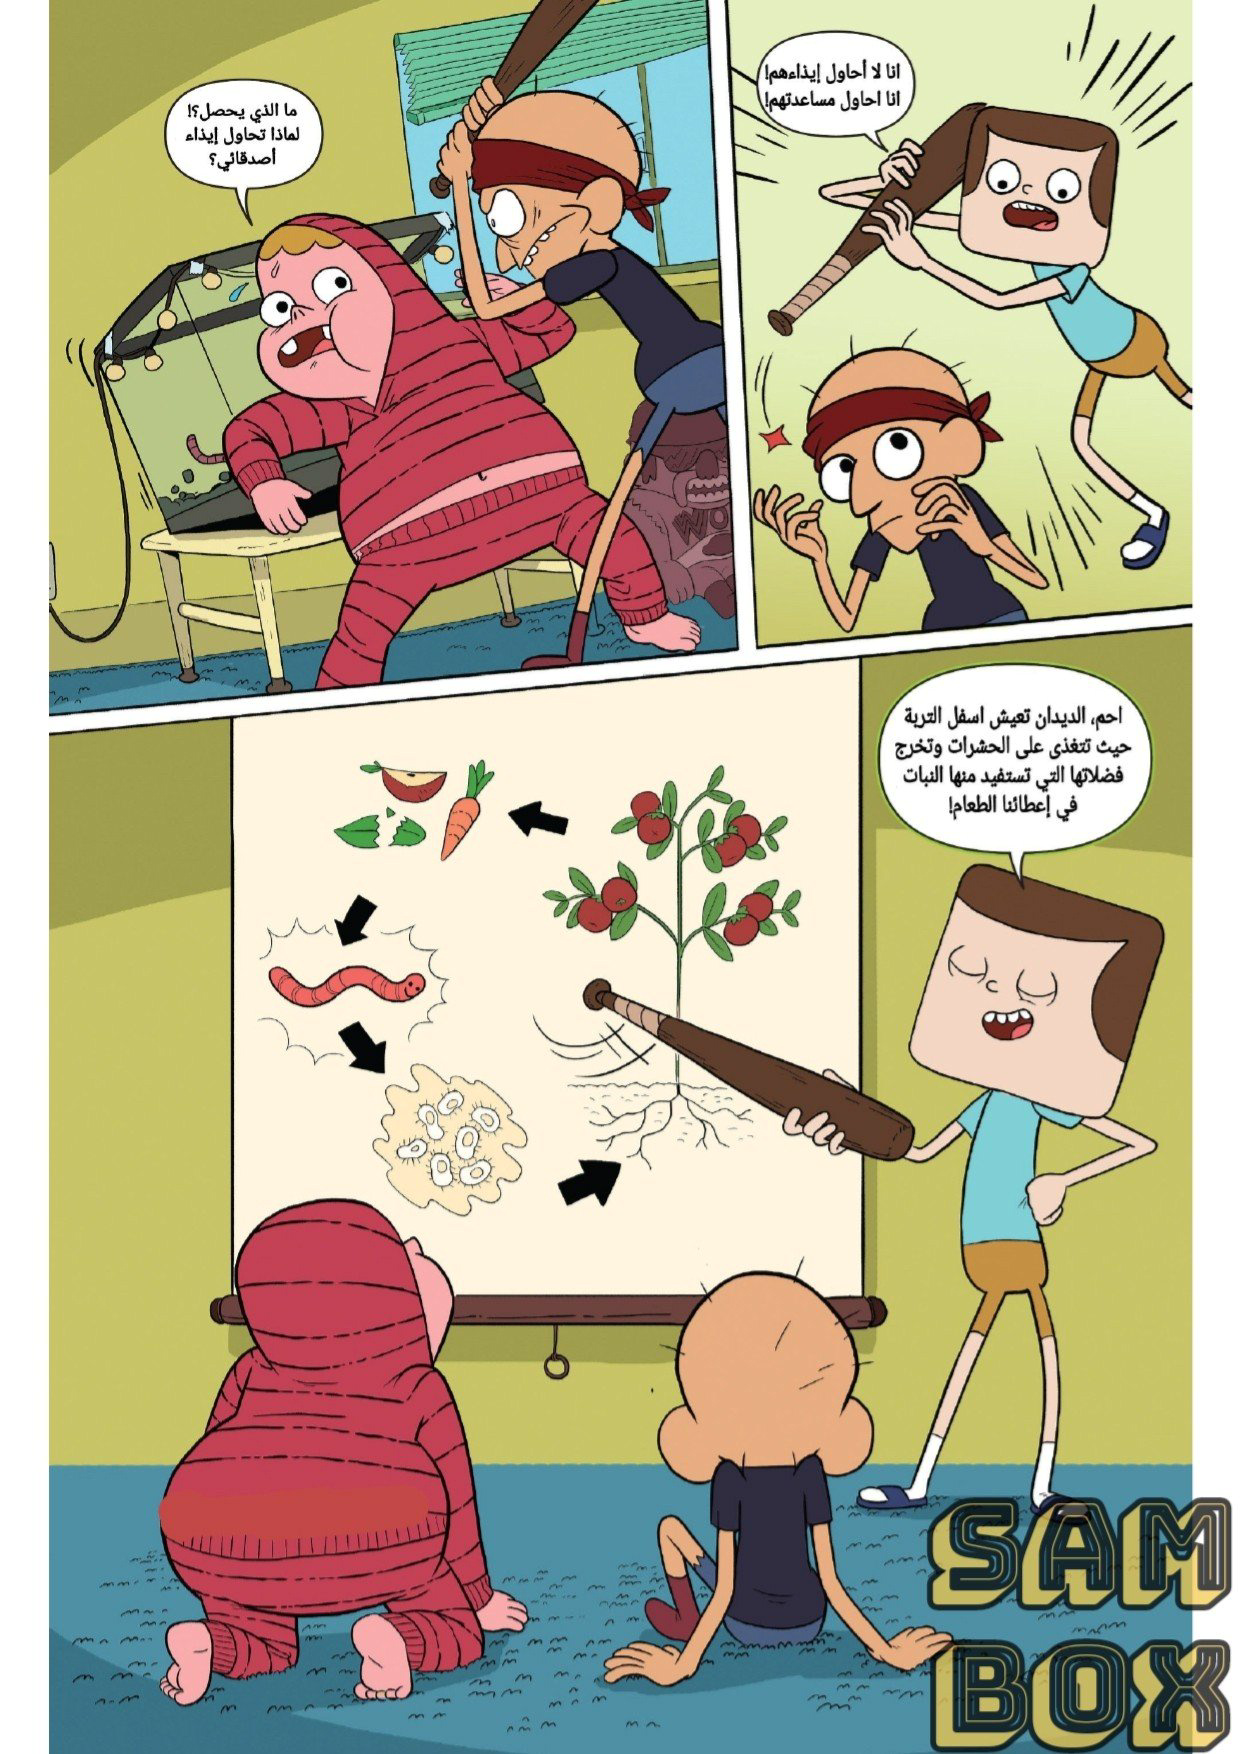 ما الذي يحصل؟!
لماذا تحاول إيذاء
أصدقائي؟
انا لا أحاول إيذاءهم!
انا احاول مساعدتهم!
احم، الديدان تعيش اسفل التربة
حيث تتغذى على الحشرات وتخرج
فضلاتها التي تستفيد منها النبات
في إعطائنا الطعام!
SAM
BOX